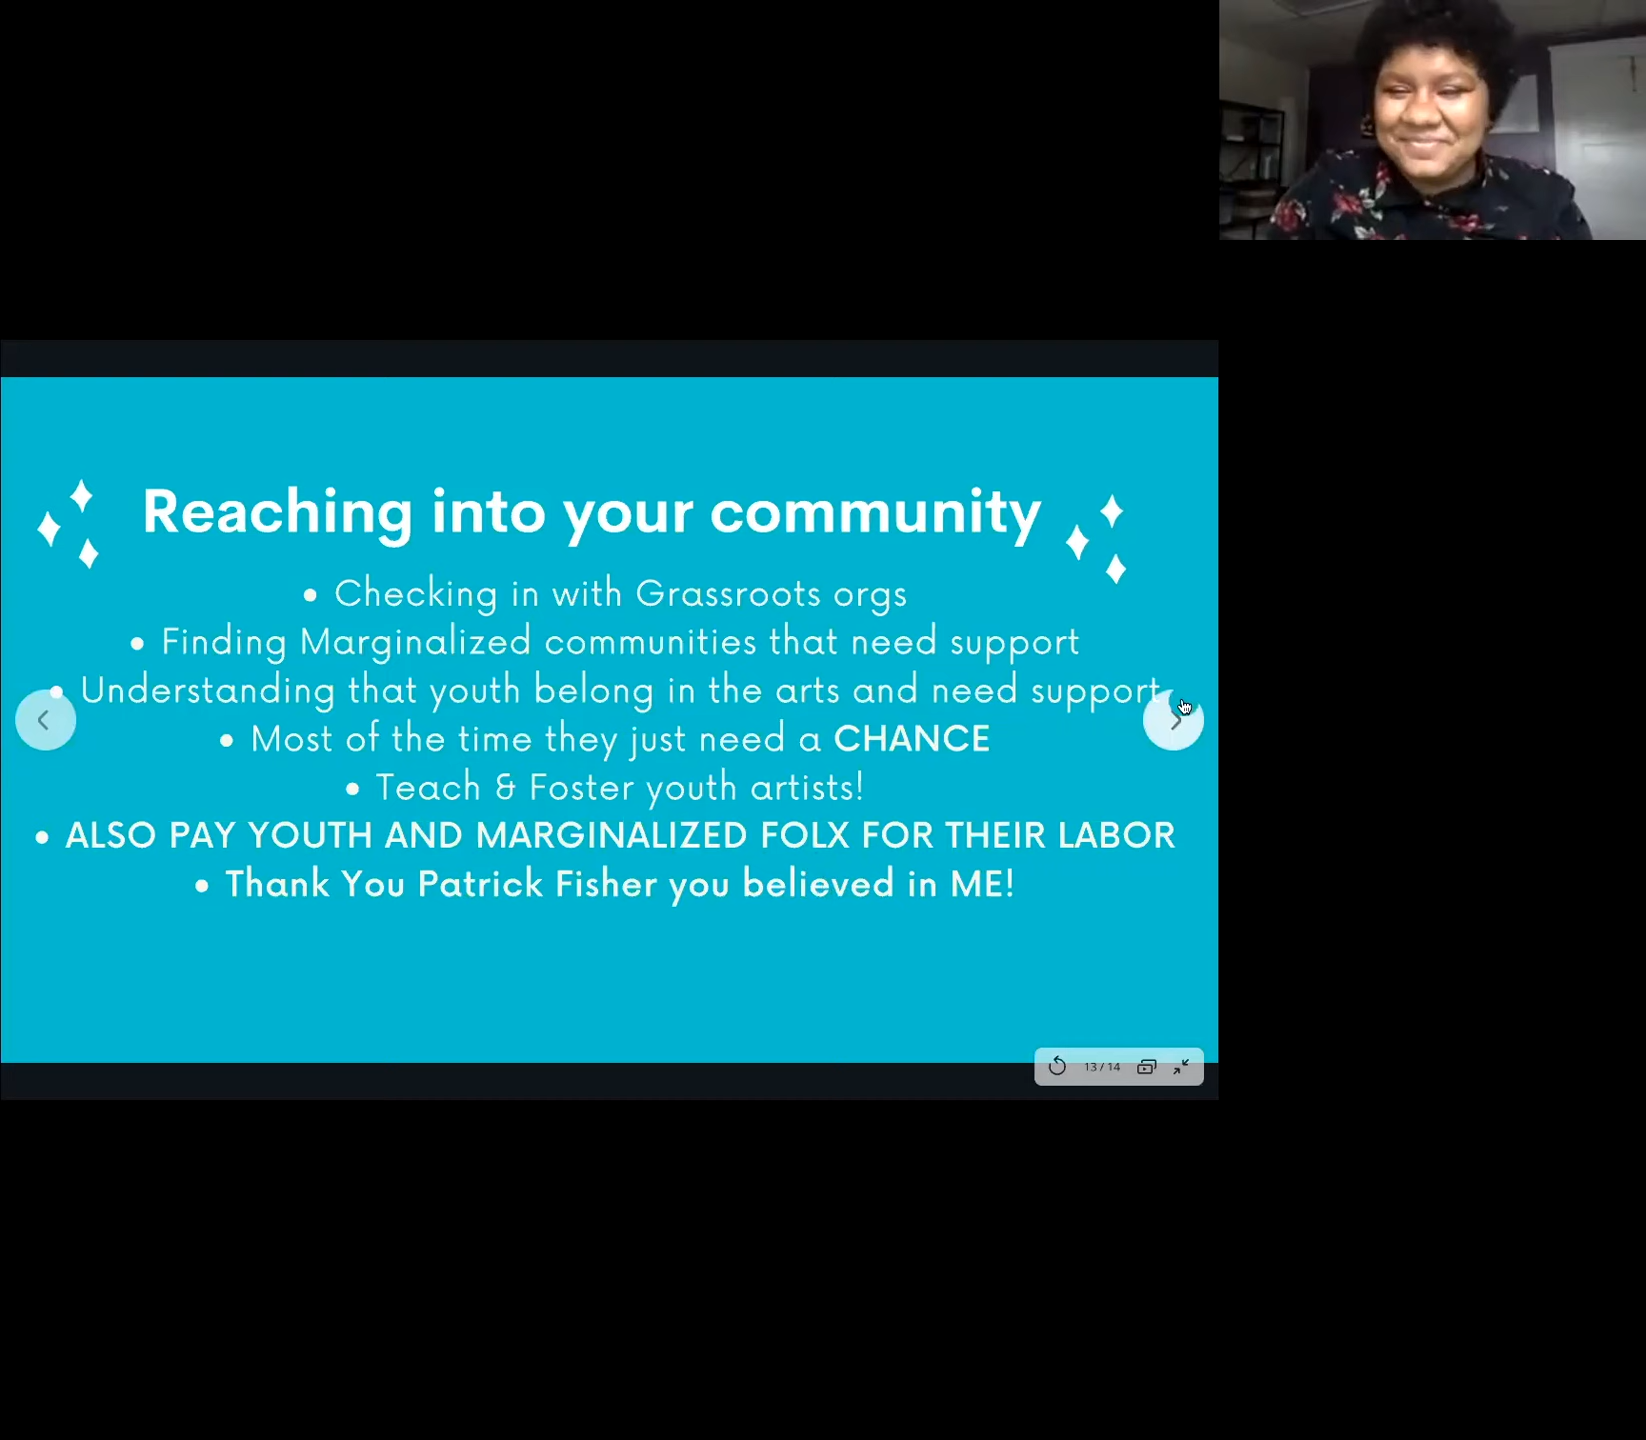 Reaching into your community
• Checking in with Grassroots orgs
• Finding Marginalized communities that need support
• Understanding that youth belong in the arts and need support
• Most of the time they just need a CHANCE
• Teach & Foster youth artists!
• ALSO PAY YOUTH AND MARGINALIZED FOLX FOR THEIR LABOR
• Thank You Patrick Fisher you believed in ME!
13 / 14